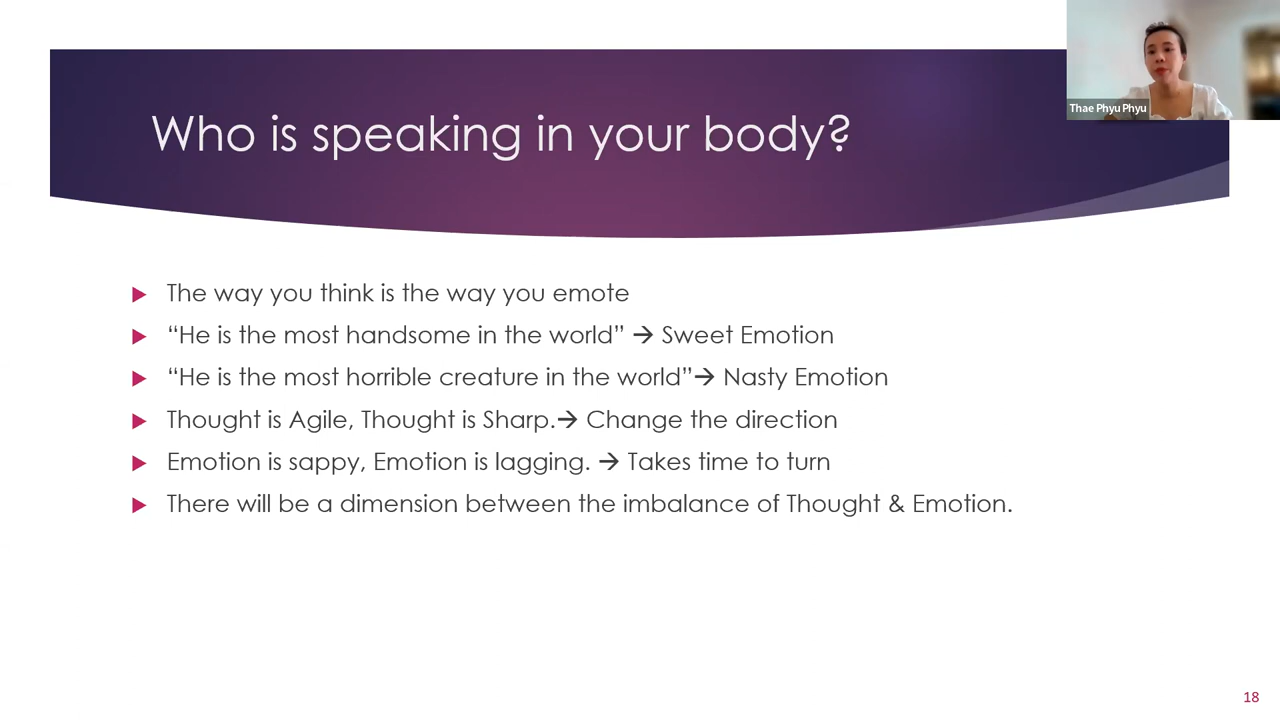 Thae Phyu Phyu
Who is speaking in your body?
The way you think is the way you emote
“He is the most handsome in the world” → Sweet Emotion
“He is the most horrible creature in the world”→ Nasty Emotion
Thought is Agile, Thought is Sharp.→ Change the direction
Emotion is sappy, Emotion is lagging. → Takes time to turn
There will be a dimension between the imbalance of Thought & Emotion.
18